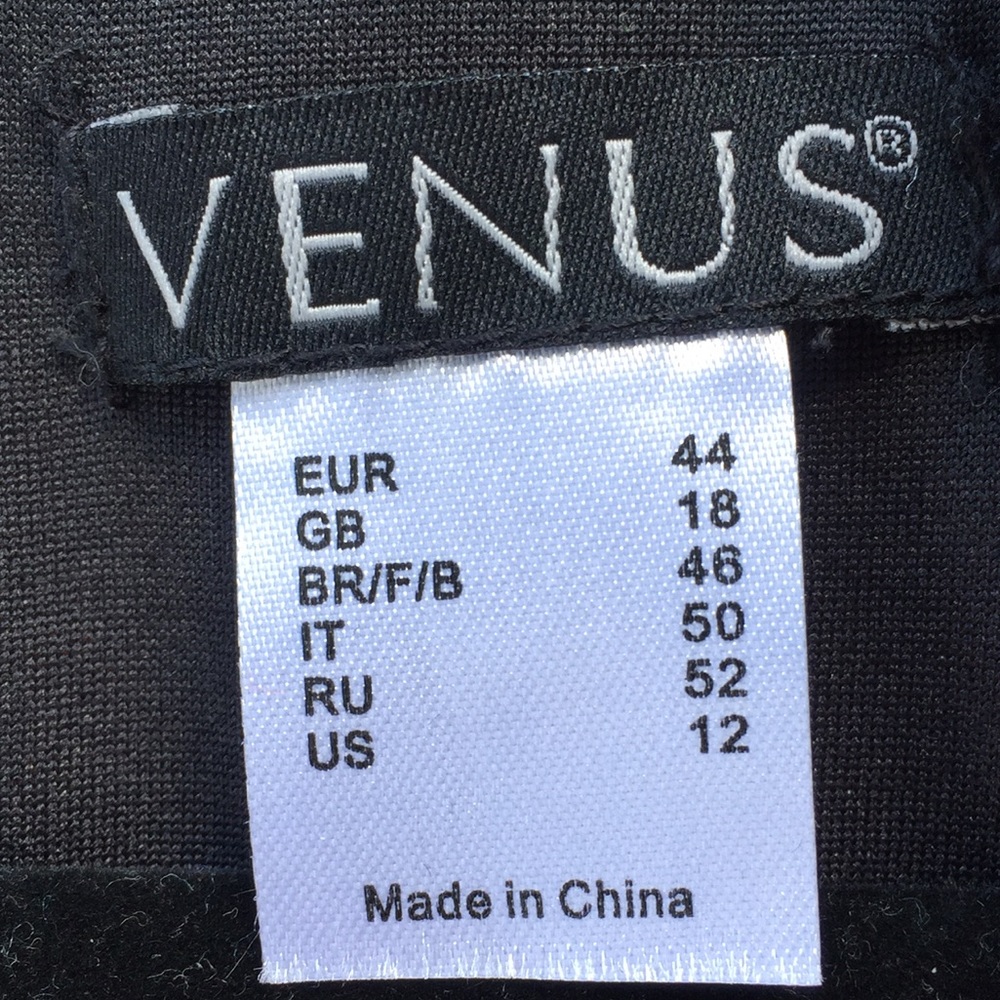 VENUS®
EUR 44
GB 18
BR/F/B 46
IT 50
RU 52
US 12
Made in China